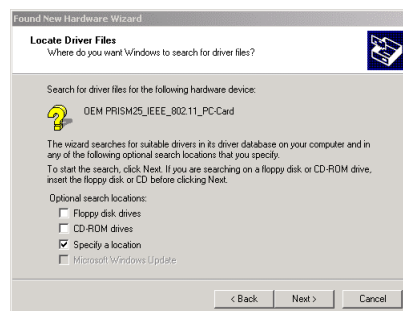 Found New Hardware Wizard
Locate Driver Files
Where do you want Windows to search for driver files?
Search for driver files for the following hardware device:
OEM PRISM25_IEEE_802.11_PC-Card
The wizard searches for suitable drivers in its driver database on your computer and in
any of the following optional search locations that you specify.
To start the search, click Next. If you are searching on a floppy disk or CD-ROM drive,
insert the floppy disk or CD before clicking Next.
Optional search locations:
Floppy disk drives
CD-ROM drives
Specify a location
Microsoft Windows Update
< Back
Next >
Cancel